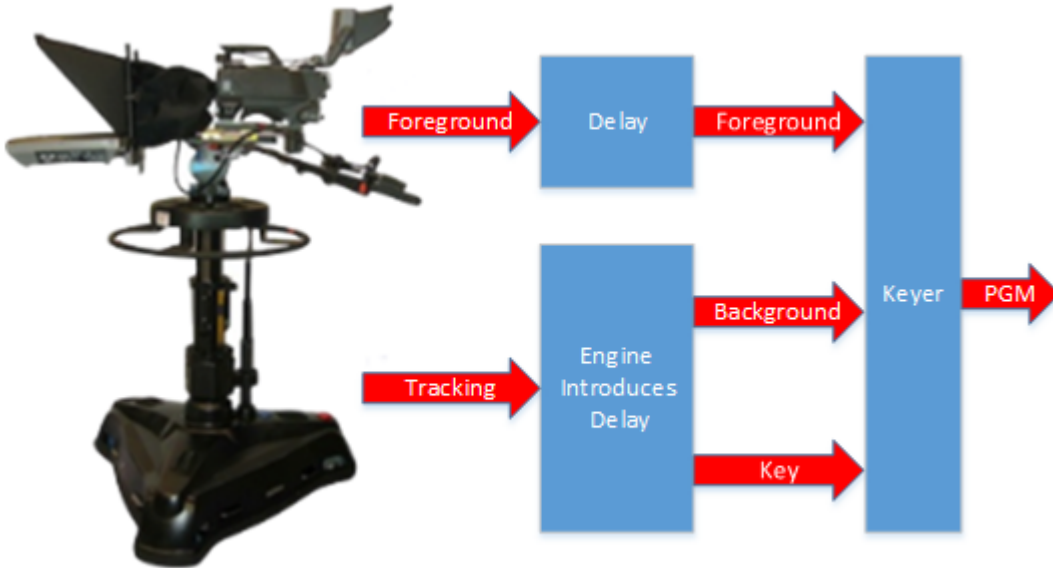 Foreground
Delay
Foreground
Background
Keyer
PGM
Tracking
Engine
Introduces
Delay
Key